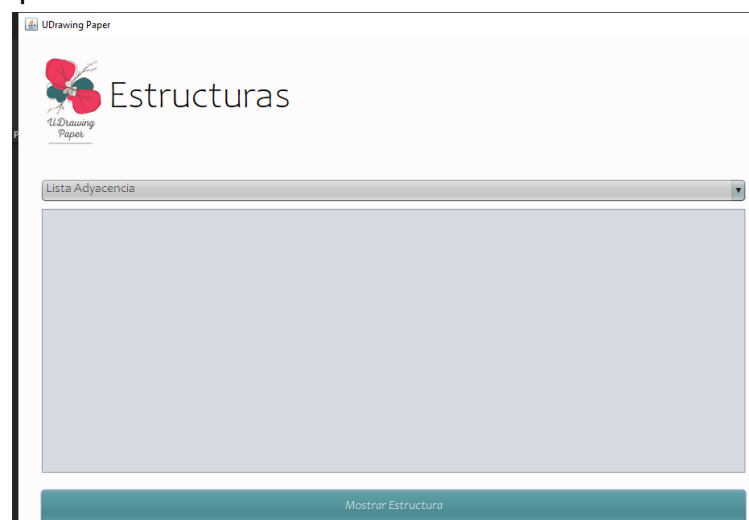 UDrawing Paper
UDrawing
Paper
Estructuras
Lista Adyacencia
Mostrar Estructura